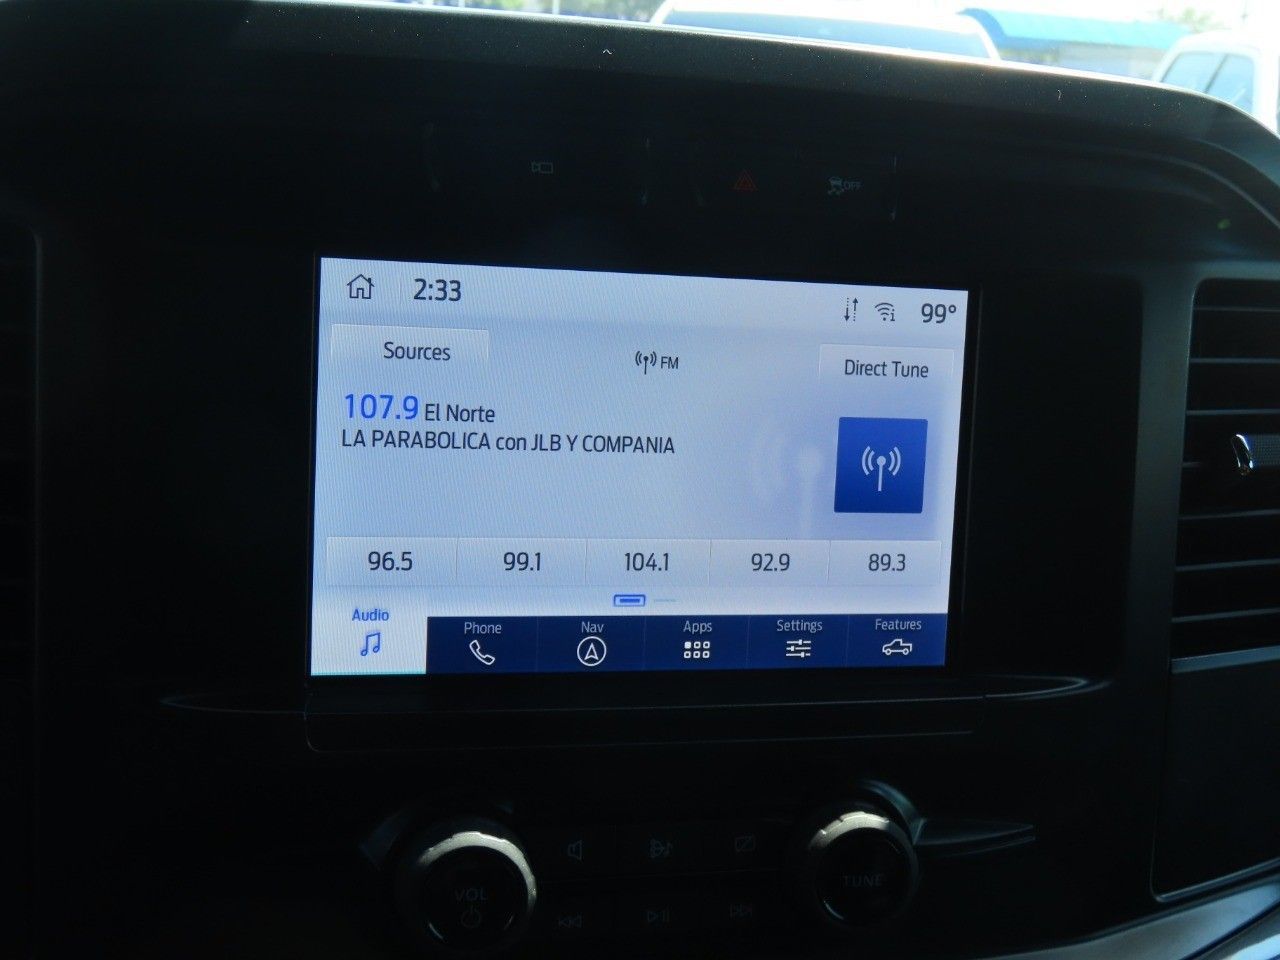 OFF
2:33
99°
Sources
FM
Direct Tune
107.9 El Norte
LA PARABOLICA con JLB Y COMPANIA
96.5 99.1 104.1 92.9 89.3
Audio Phone Nav Apps Settings Features
VOL
TUNE